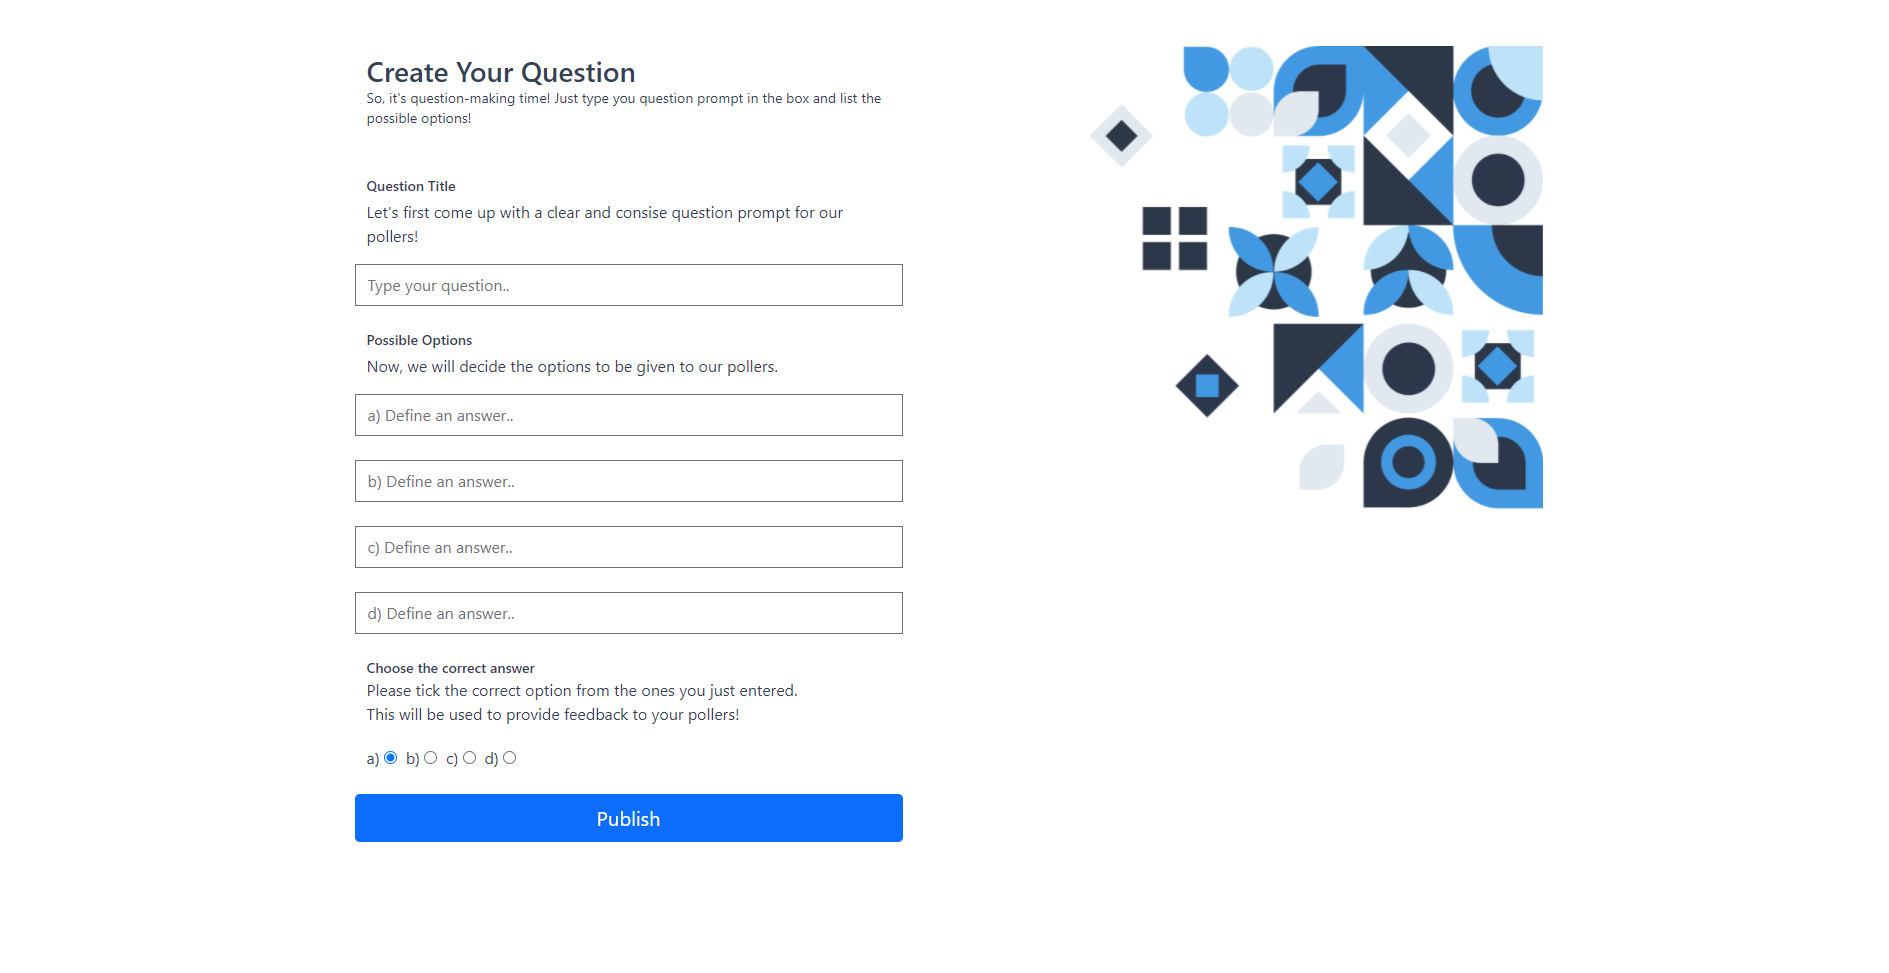 Create Your Question
So, it's question-making time! Just type you question prompt in the box and list the
possible options!
Question Title
Let's first come up with a clear and consise question prompt for our
pollers!
Type your question..
Possible Options
Now, we will decide the options to be given to our pollers.
a) Define an answer..
b) Define an answer..
c) Define an answer..
d) Define an answer..
Choose the correct answer
Please tick the correct option from the ones you just entered.
This will be used to provide feedback to your pollers!
a) b) c) d)
Publish